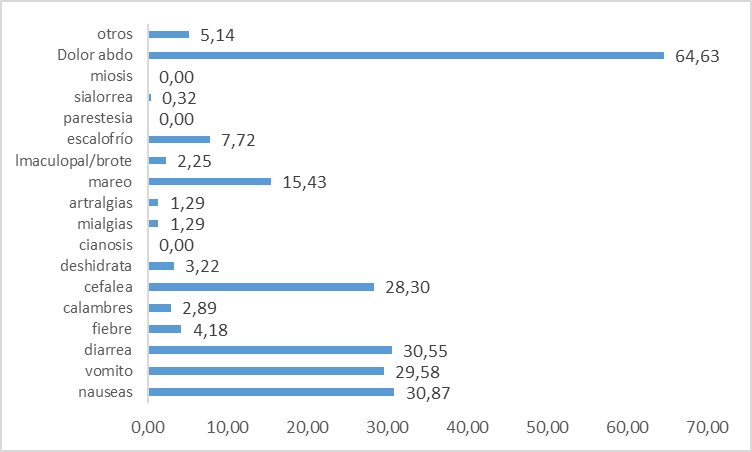 otros 5,14
Dolor abdo 64,63
miosis 0,00
sialorrea 0,32
parestesia 0,00
escalofrío 7,72
lmaculopal/brote 2,25
mareo 15,43
artralgias 1,29
mialgias 1,29
cianosis 0,00
deshidrata 3,22
cefalea 28,30
calambres 2,89
fiebre 4,18
diarrea 30,55
vomito 29,58
nauseas 30,87
0,00 10,00 20,00 30,00 40,00 50,00 60,00 70,00